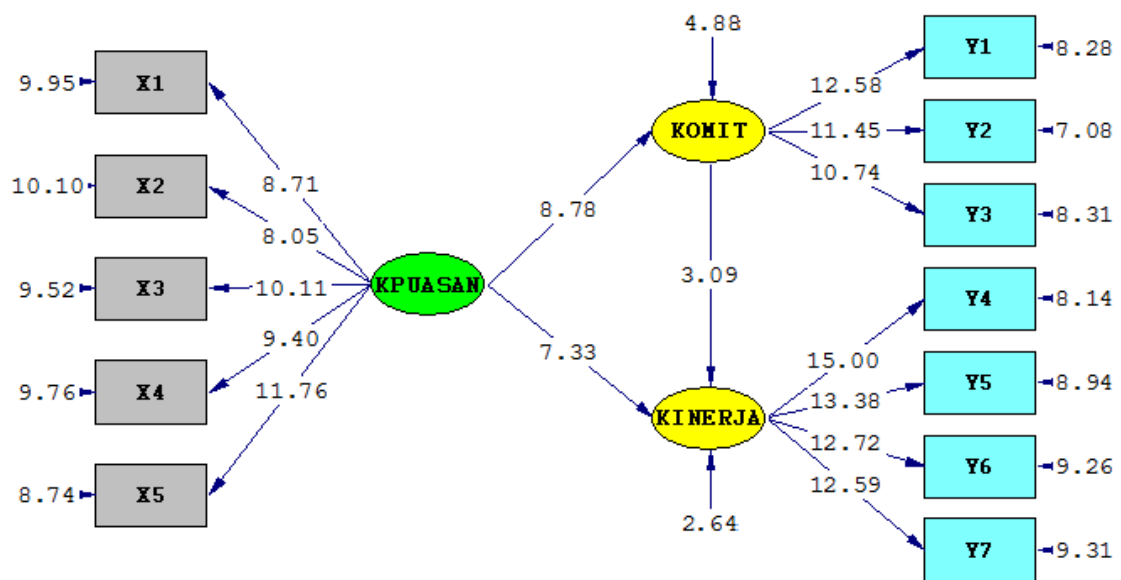 9.95
X1
10.10
X2
9.52
X3
9.76
X4
8.74
X5
8.71
8.05
10.11
9.40
11.76
KPUASAN
8.78
7.33
4.88
KOMIT
3.09
KINERJA
2.64
12.58
11.45
10.74
15.00
13.38
12.72
12.59
Y1
8.28
Y2
7.08
Y3
8.31
Y4
8.14
Y5
8.94
Y6
9.26
Y7
9.31